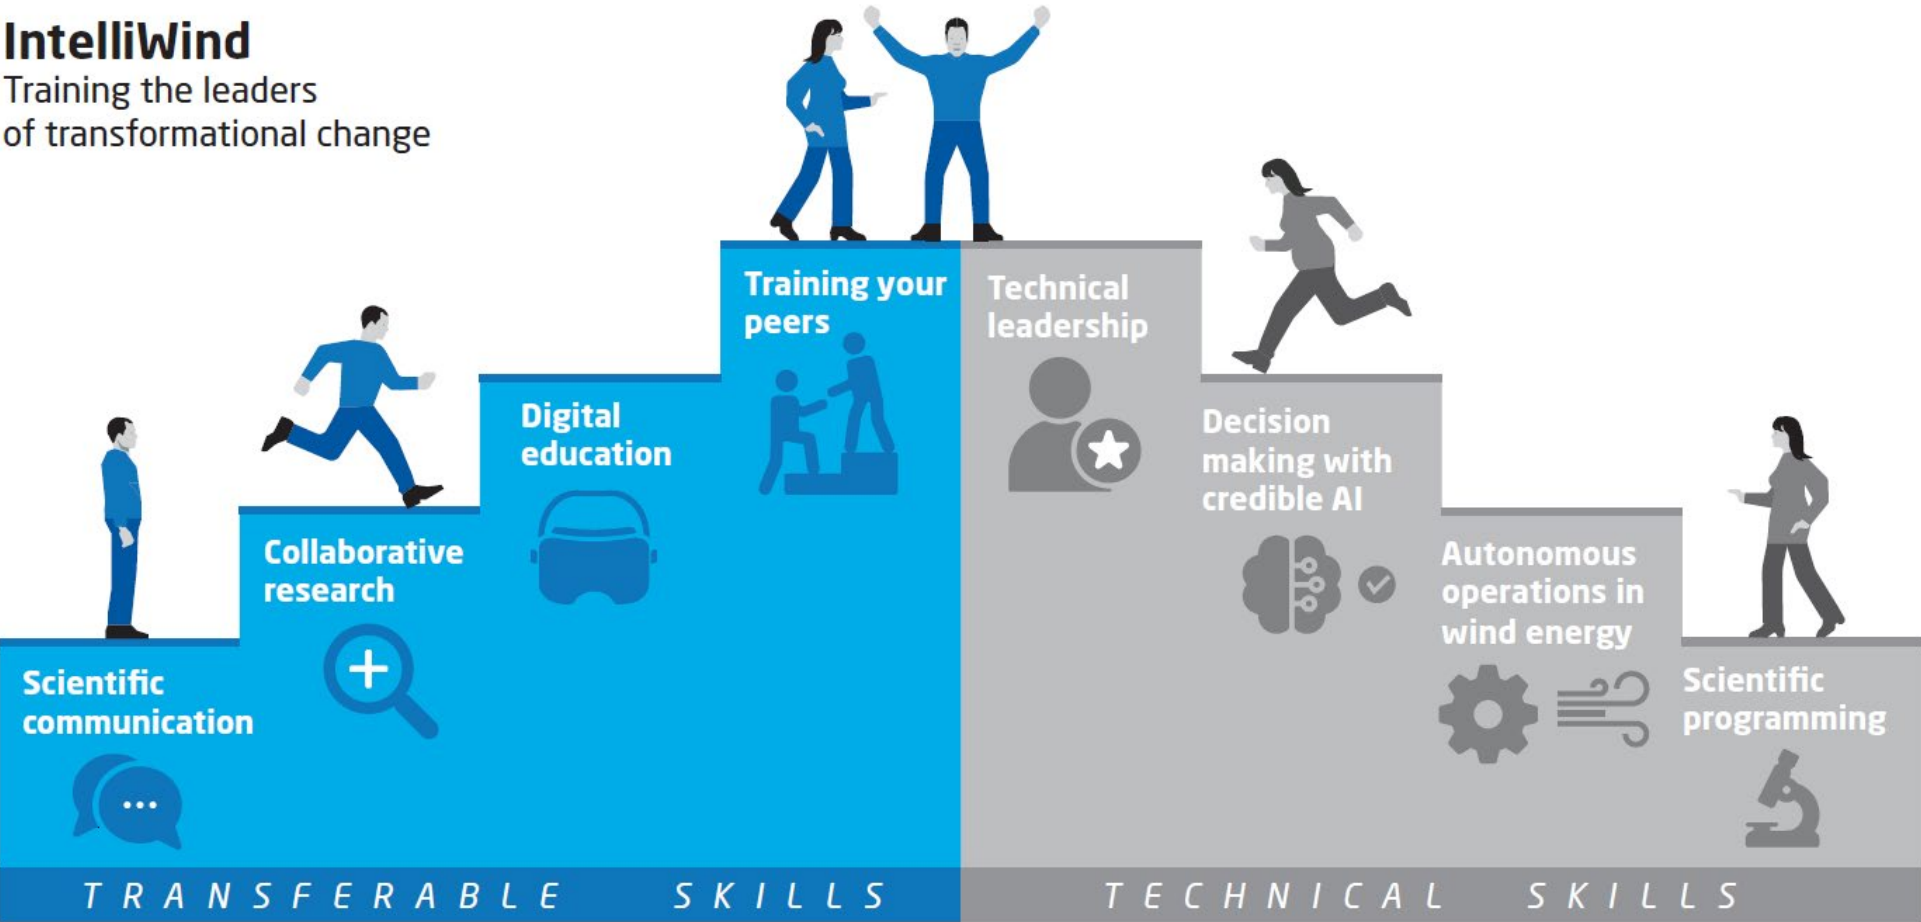 IntelliWind
Training the leaders
of transformational change
Training your
peers
Technical
leadership
Digital
education
Decision
making with
credible AI
Collaborative
research
Autonomous
operations in
wind energy
Scientific
communication
Scientific
programming
TRANSFERABLE SKILLS
TECHNICAL SKILLS